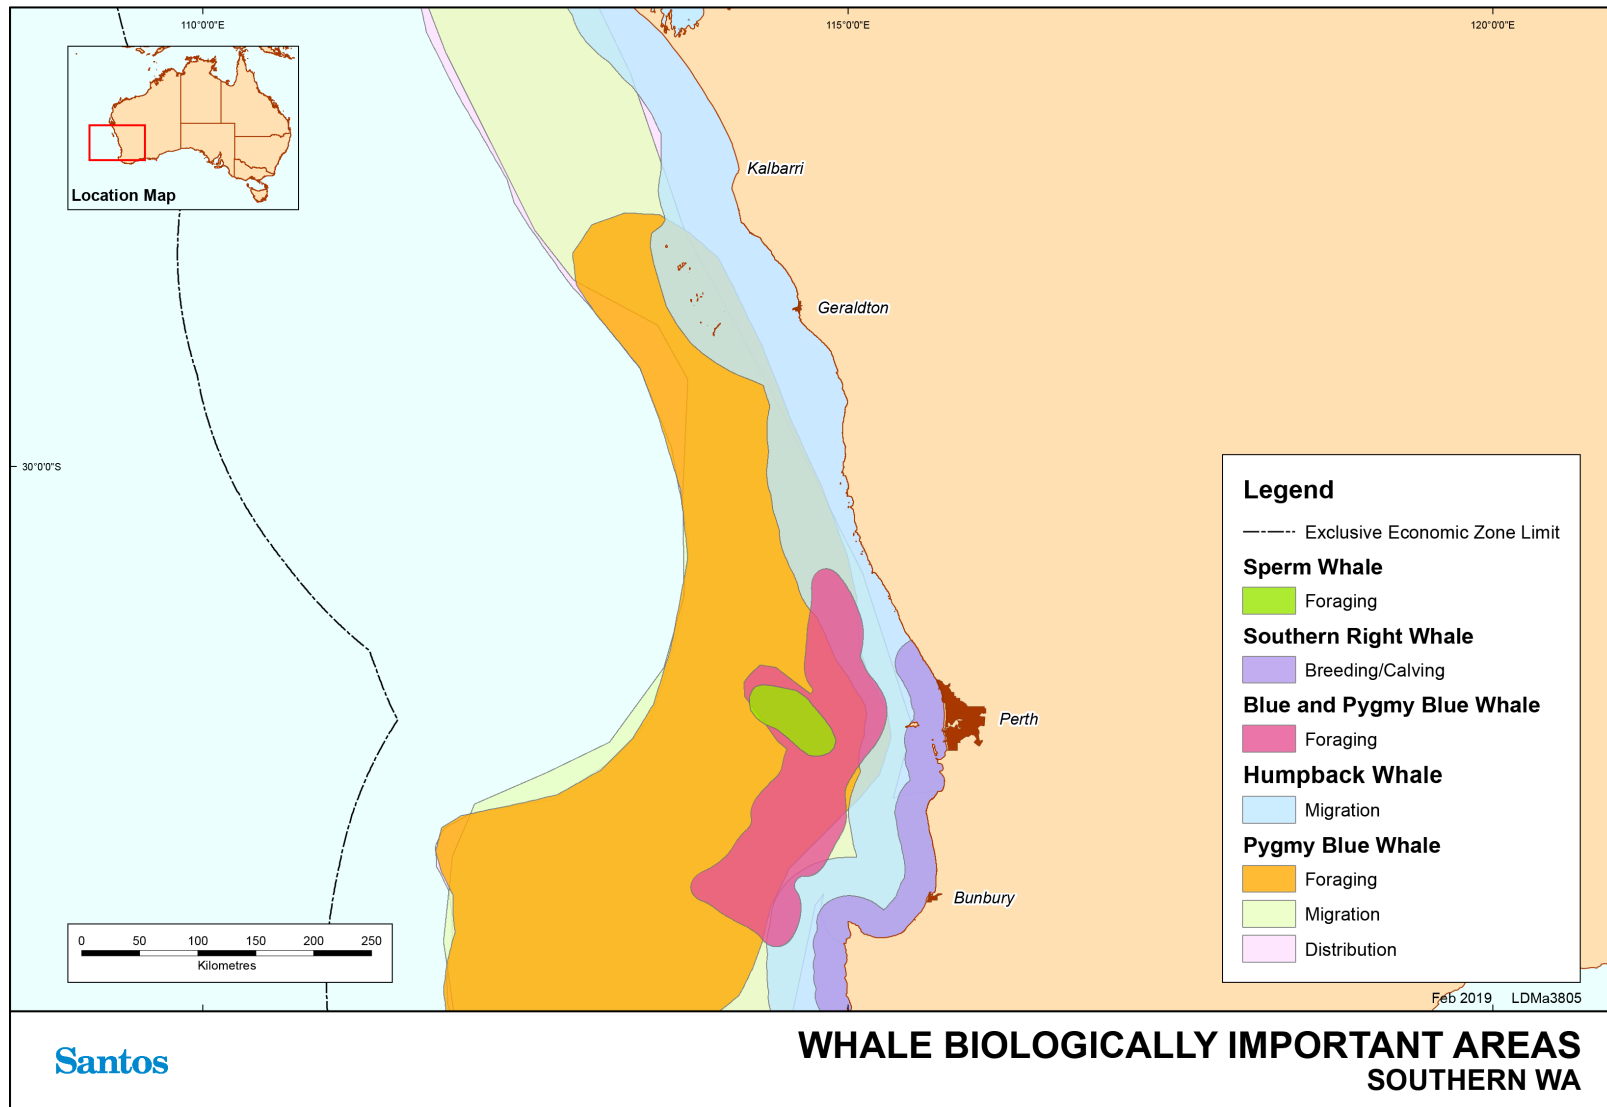 110°0'0"E
115°0'0"E
120°0'0"E
Location Map
Kalbarri
Geraldton
30°0'0"S
Legend
Exclusive Economic Zone Limit
Sperm Whale
Foraging
Southern Right Whale
Breeding/Calving
Blue and Pygmy Blue Whale
Foraging
Humpback Whale
Migration
Pygmy Blue Whale
Foraging
Migration
Distribution
Perth
Bunbury
0 50 100 150 200 250
Kilometres
Feb 2019 LDMa3805
Santos
WHALE BIOLOGICALLY IMPORTANT AREAS
SOUTHERN WA